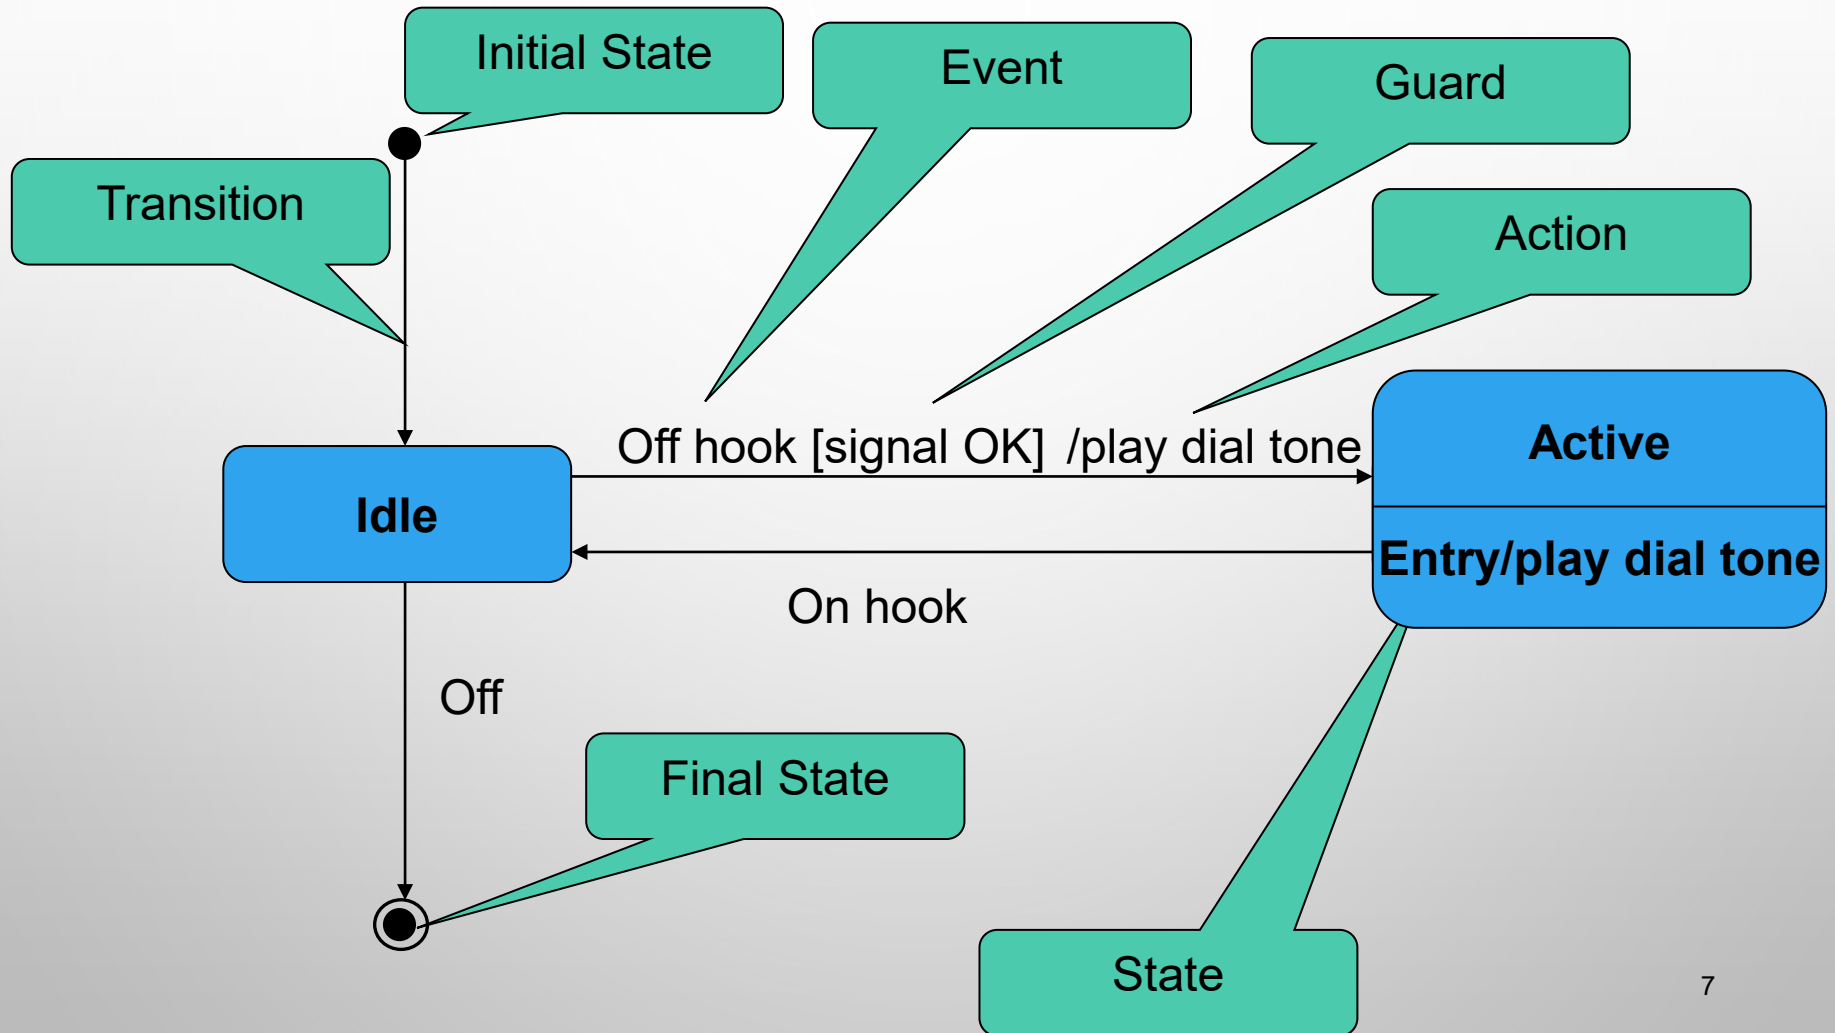 Initial State
Event
Guard
Transition
Action
Off hook [signal OK] /play dial tone
Active
Idle
Entry/play dial tone
On hook
Off
Final State
State
7